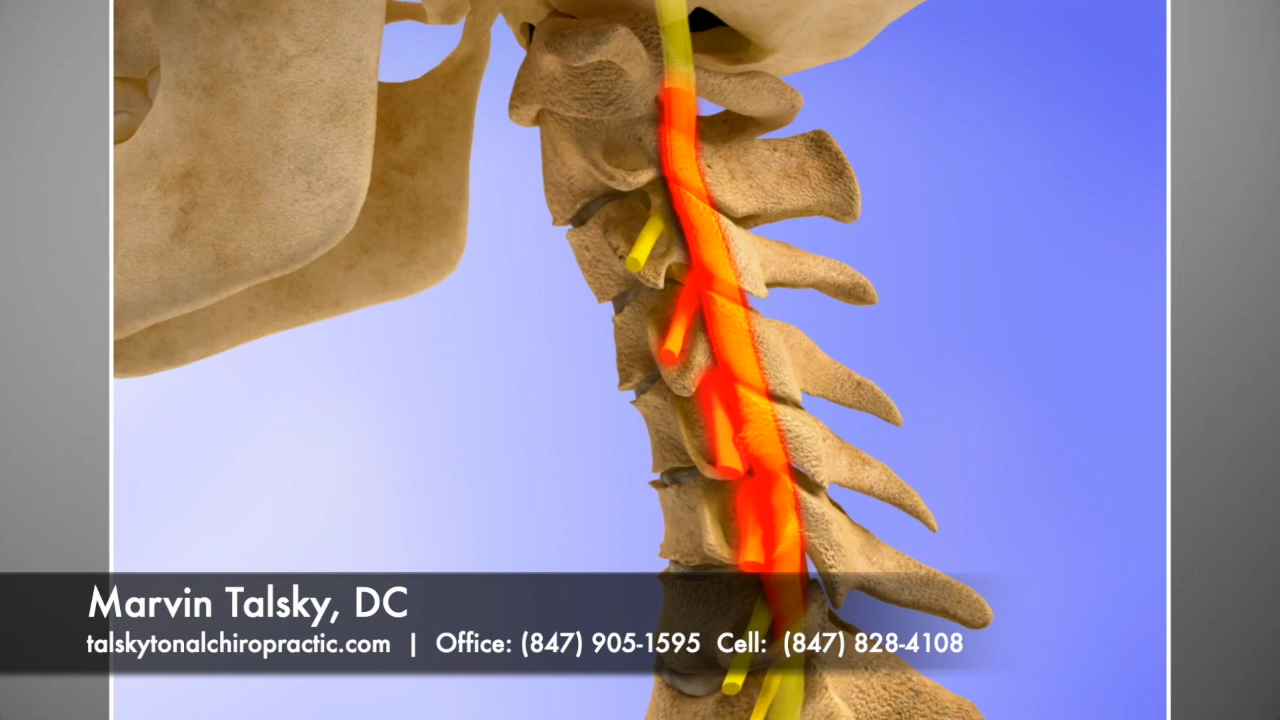 Marvin Talsky, DC
talskytonalchiropractic.com | Office: (847) 905-1595 Cell: (847) 828-4108